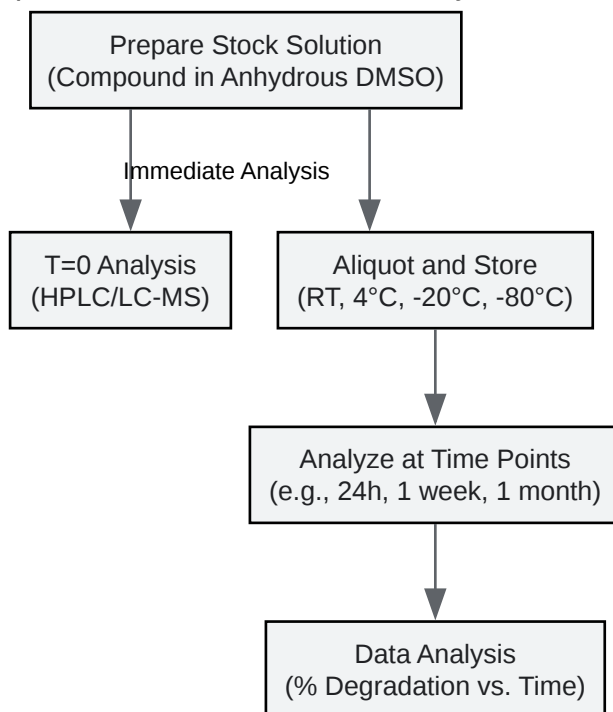 Prepare Stock Solution
(Compound in Anhydrous DMSO)
Immediate Analysis
T=0 Analysis
(HPLC/LC-MS)
Aliquot and Store
(RT, 4°C, -20°C, -80°C)
Analyze at Time Points
(e.g., 24h, 1 week, 1 month)
Data Analysis
(% Degradation vs. Time)